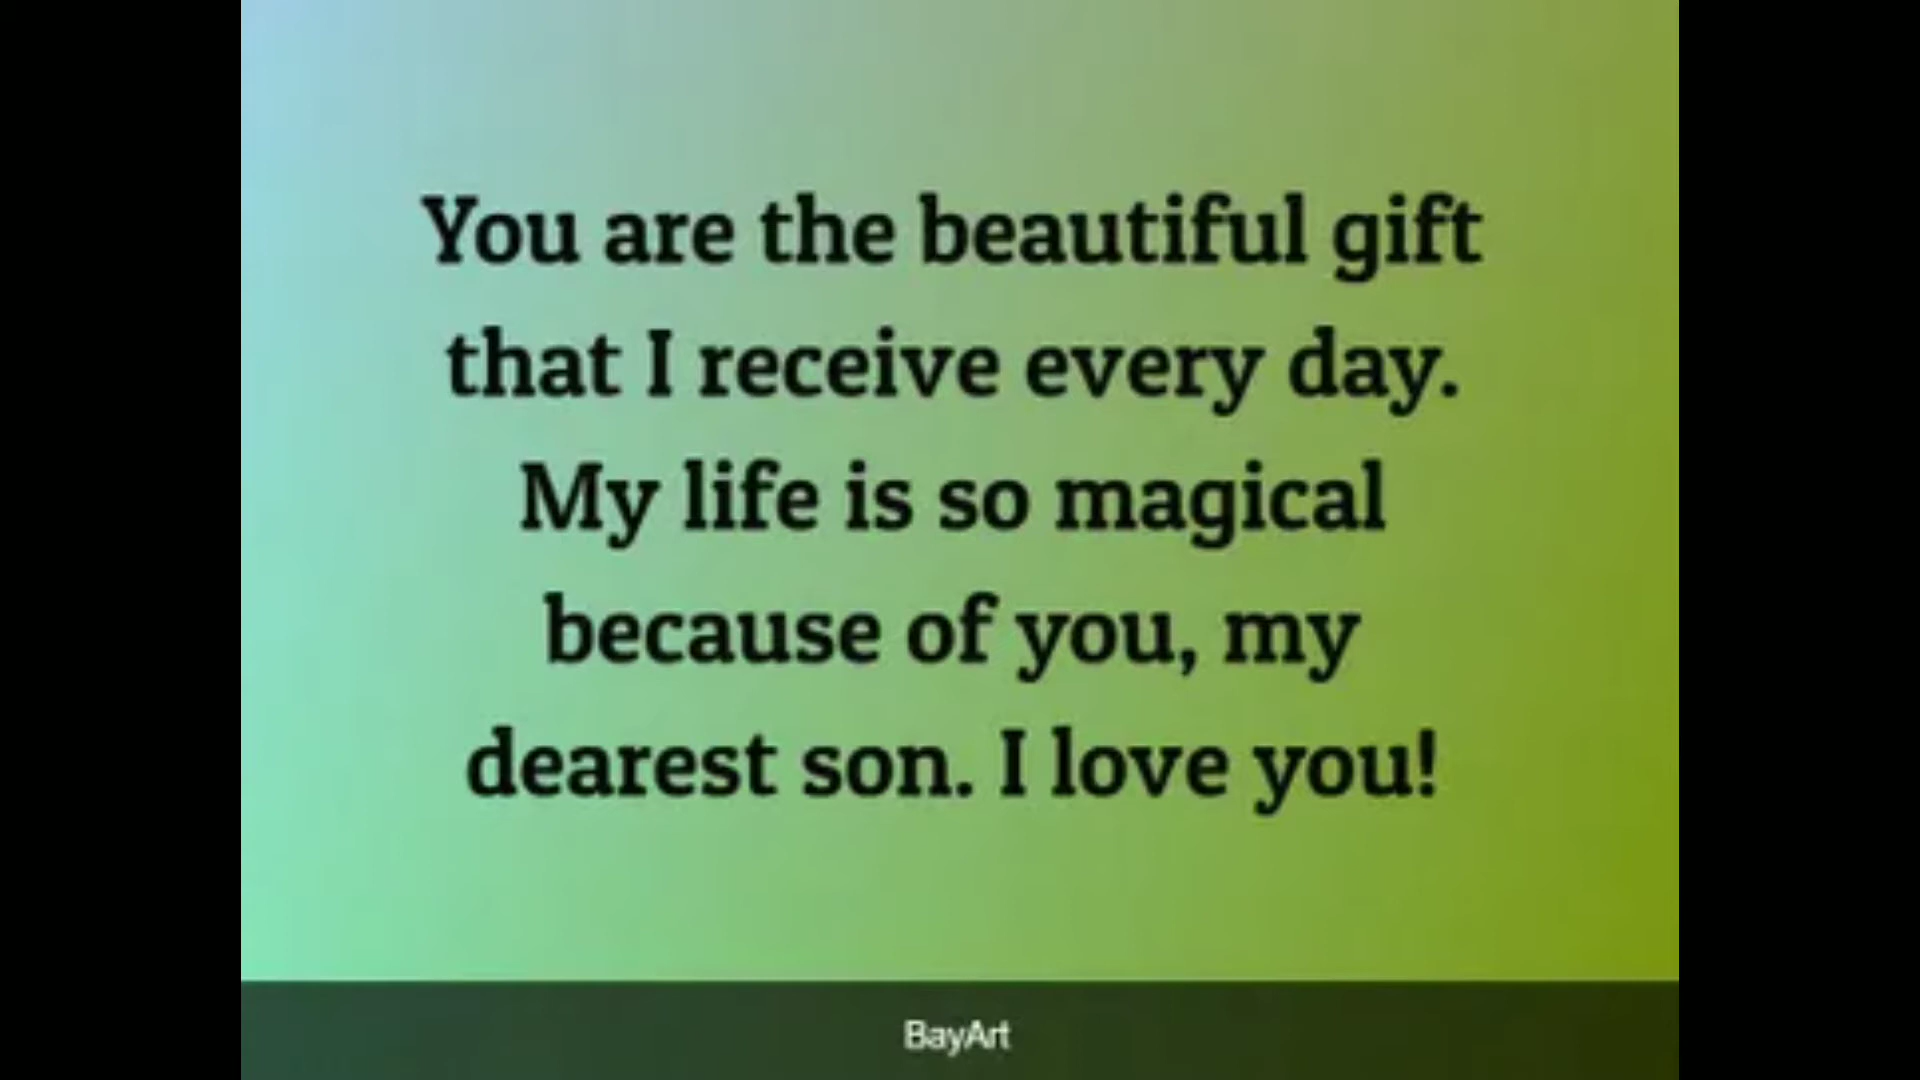 You are the beautiful gift
that I receive every day.
My life is so magical
because of you, my
dearest son. I love you!
BayArt